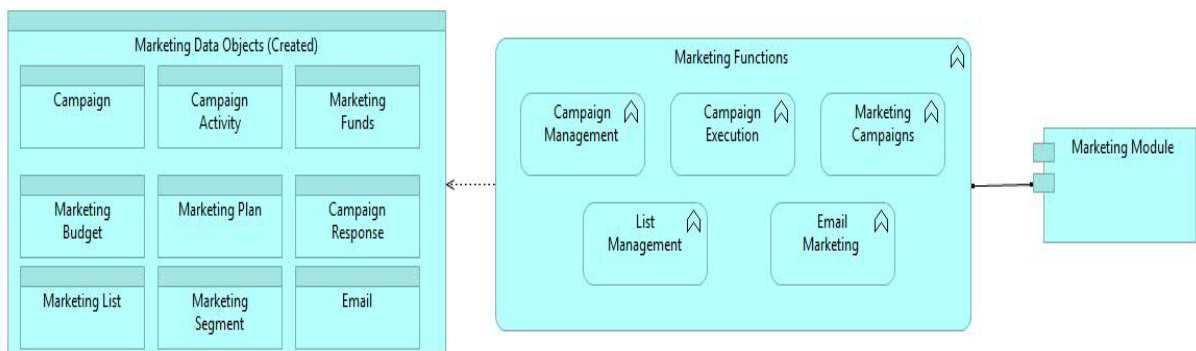 Marketing Data Objects (Created)
Campaign
Campaign
Activity
Marketing
Funds
Marketing
Budget
Marketing Plan
Campaign
Response
Marketing List
Marketing
Segment
Email
Marketing Functions
Campaign
Management
Campaign
Execution
Marketing
Campaigns
List
Management
Email
Marketing
Marketing Module